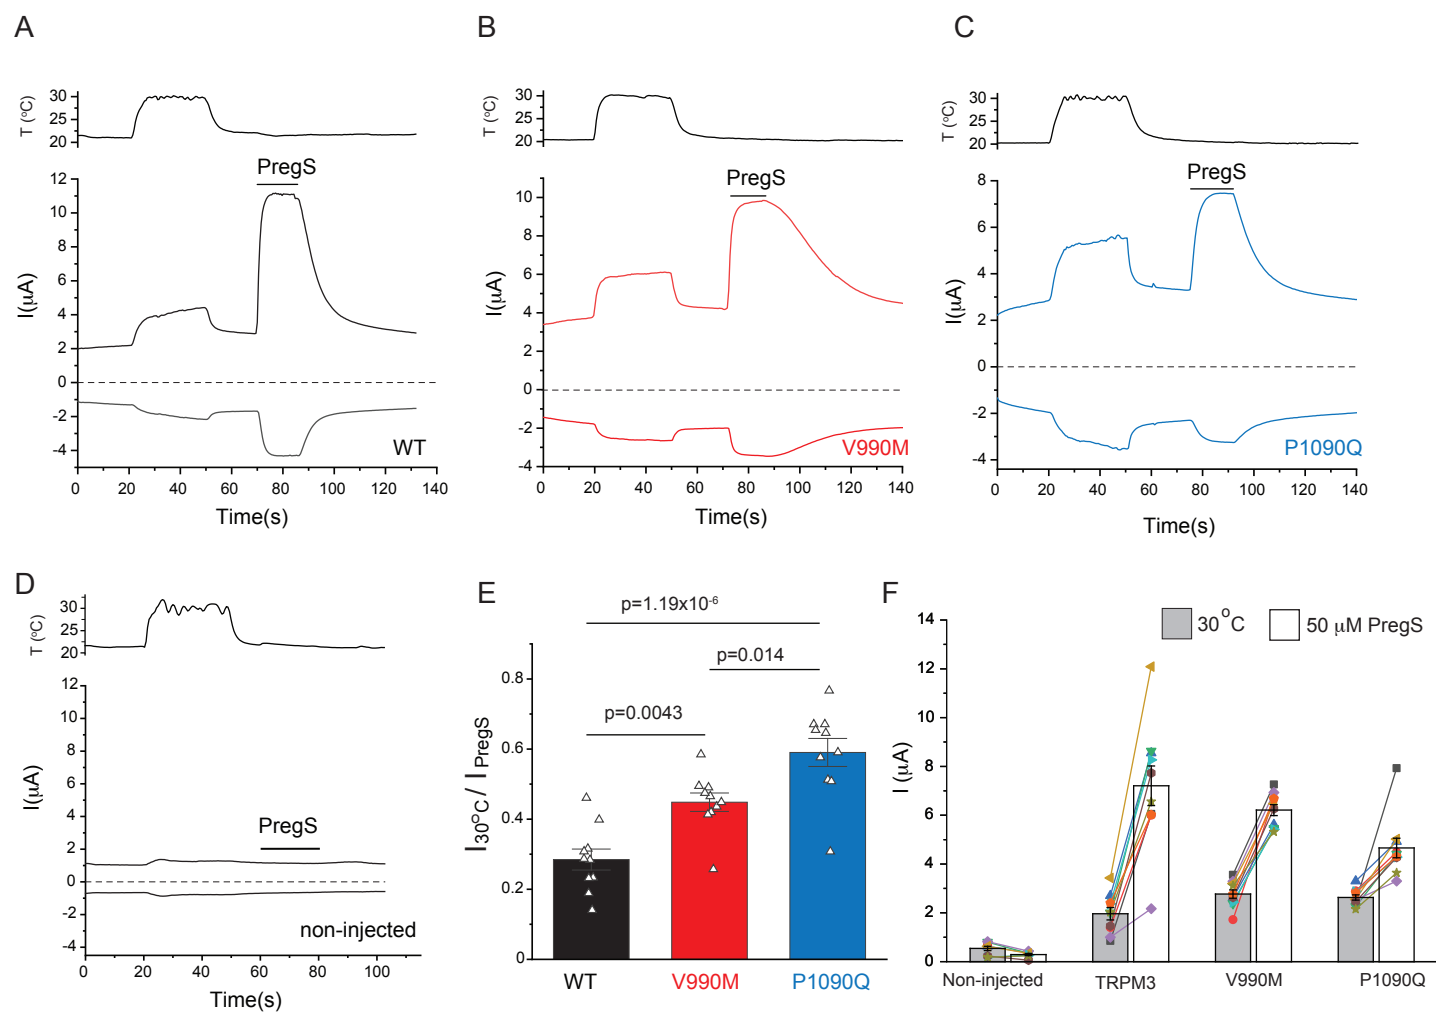 A
B
C
T (°C)
30
25
20
T (°C)
30
25
20
T (°C)
30
25
20
PregS
PregS
PregS
I(µA)
12
10
8
6
4
2
0
-2
-4
WT
0 20 40 60 80 100 120 140
Time(s)
I(µA)
10
8
6
4
2
0
-2
-4
V990M
0 20 40 60 80 100 120 140
Time(s)
I(µA)
8
6
4
2
0
-2
-4
P1090Q
0 20 40 60 80 100 120 140
Time(s)
D
T (°C)
30
25
20
I(µA)
12
10
8
6
4
2
0
-2
-4
PregS
non-injected
0 20 40 60 80 100
Time(s)
E
p=1.19x10-6
p=0.014
p=0.0043
I30°C / I PregS
0.8
0.6
0.4
0.2
0
WT V990M P1090Q
F
30°C 50 µM PregS
I (µA)
14
12
10
8
6
4
2
0
Non-injected TRPM3 V990M P1090Q